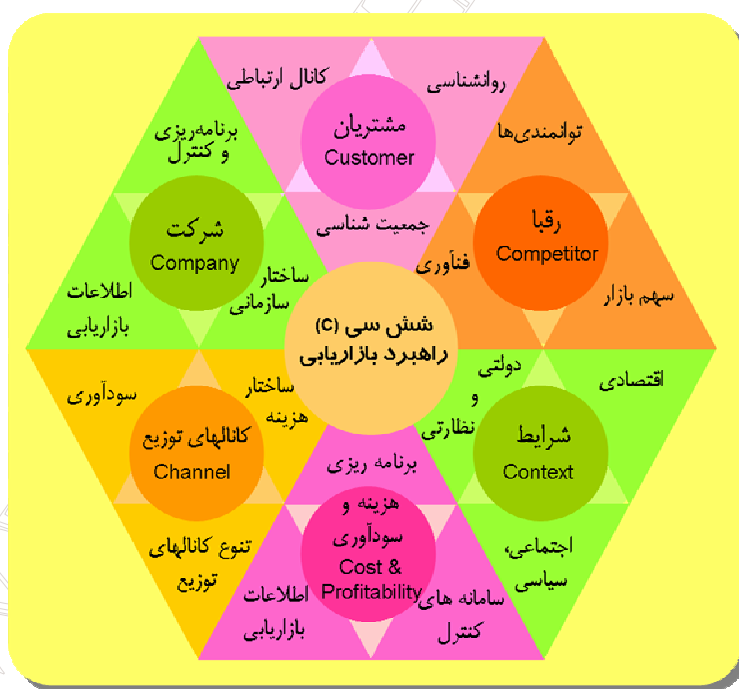 کانال ارتباطی
روانشناسی
مشتریان
Customer
جمعیت شناسی
توانمندی‌ها
رقبا
Competitor
فنآوری
سهم بازار
برنامه‌ریزی
و کنترل
شرکت
Company
ساختار
سازمانی
اطلاعات
بازاریابی
شش سی (C)
راهبرد بازاریابی
دولتی
و
نظارتی
اقتصادی
شرایط
Context
اجتماعی،
سیاسی
سودآوری
ساختار
هزینه
کانالهای توزیع
Channel
تنوع کانالهای
توزیع
برنامه ریزی
هزینه و
سودآوری
Cost &
Profitability
اطلاعات
بازاریابی
سامانه های
کنترل